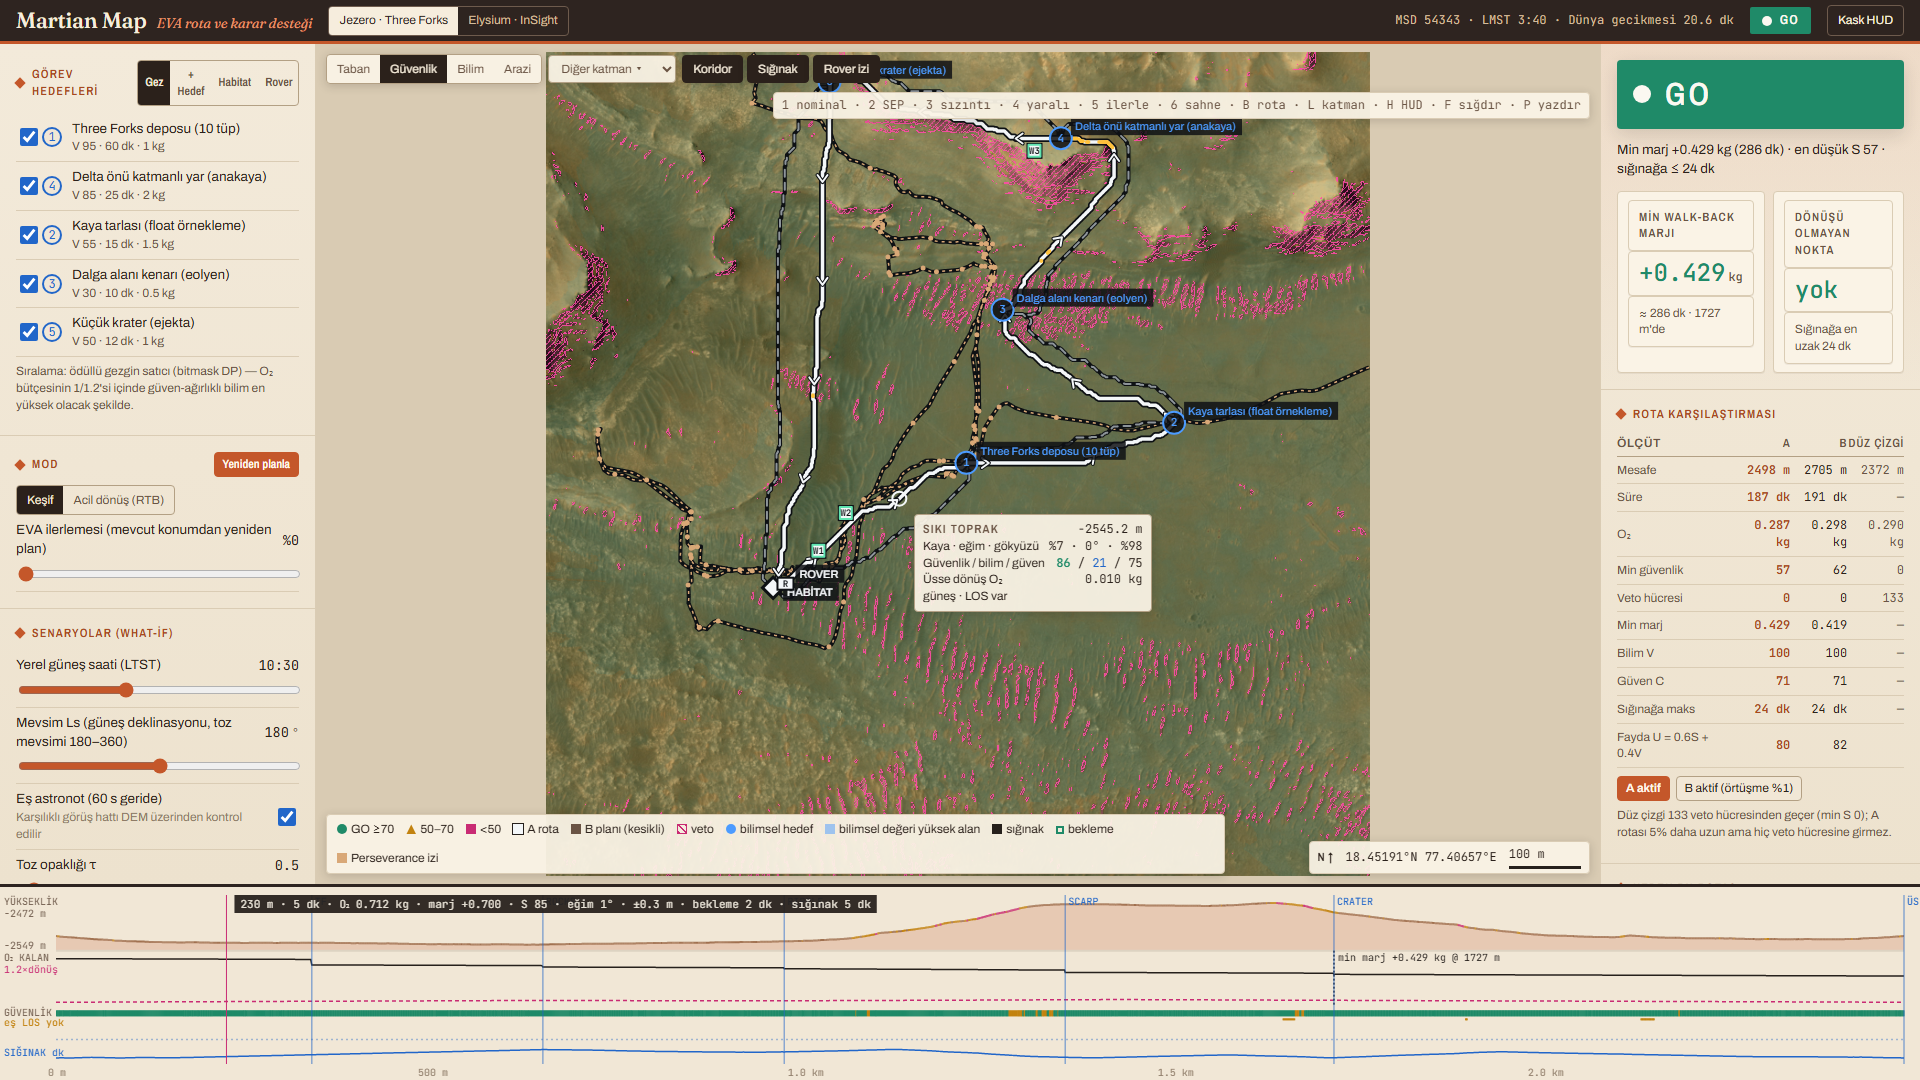 Martian Map EVA rota ve karar desteği
Jezero · Three Forks
Elysium · InSight
MSD 54343 · LMST 3:40 · Dünya gecikmesi 20.6 dk
GO
Kask HUD
GÖREV HEDEFLERİ
Gez
+ Hedef
Habitat
Rover
1
Three Forks deposu (10 tüp)
V 95 · 60 dk · 1 kg
4
Delta önü katmanlı yar (anakaya)
V 85 · 25 dk · 2 kg
2
Kaya tarlası (float örnekleme)
V 55 · 15 dk · 1.5 kg
3
Dalga alanı kenarı (eolyen)
V 30 · 10 dk · 0.5 kg
5
Küçük krater (ejekta)
V 50 · 12 dk · 1 kg
Sıralama: ödüllü gezgin satıcı (bitmask DP) — O₂
bütçesinin 1/1.2'si içinde güven-ağırlıklı bilim en
yüksek olacak şekilde.
MOD
Yeniden planla
Keşif
Acil dönüş (RTB)
EVA ilerlemesi (mevcut konumdan yeniden
plan)
%0
SENARYOLAR (WHAT-İF)
Yerel güneş saati (LTST)
10:30
Mevsim Ls (güneş deklinasyonu, toz
mevsimi 180–360)
180 °
Eş astronot (60 s geride)
Karşılıklı görüş hattı DEM üzerinden kontrol
edilir
Toz opaklığı τ
0.5
Taban
Güvenlik
Bilim
Arazi
Diğer katman
Koridor
Sığınak
Rover izi
krater (ejekta)
1 nominal · 2 SEP · 3 sızıntı · 4 yaralı · 5 ilerle · 6 sahne · B rota · L katman · H HUD · F sığdır · P yazdır
Delta önü katmanlı yar (anakaya)
4
W3
Dalga alanı kenarı (eolyen)
3
Kaya tarlası (float örnekleme)
2
Three Forks deposu (10 tüp)
1
W2
W1
ROVER
R
HABİTAT
SIKI TOPRAK
-2545.2 m
Kaya · eğim · gökyüzü %7 · 0° · %98
Güvenlik / bilim / güven 86 / 21 / 75
Üsse dönüş O₂ 0.010 kg
güneş · LOS var
GO ≥70
50–70
<50
A rota
B planı (kesikli)
veto
bilimsel hedef
bilimsel değeri yüksek alan
sığınak
bekleme
Perseverance izi
N↑ 18.45191°N 77.40657°E 100 m
GO
Min marj +0.429 kg (286 dk) · en düşük S 57 ·
sığınağa ≤ 24 dk
MİN WALK-BACK
MARJI
+0.429 kg
≈ 286 dk · 1727
m'de
DÖNÜŞÜ
OLMAYAN
NOKTA
yok
Sığınağa en
uzak 24 dk
ROTA KARŞILAŞTIRMASI
ÖLÇÜT A B DÜZ ÇİZGİ
Mesafe 2498 m 2705 m 2372 m
Süre 187 dk 191 dk —
O₂ 0.287 kg 0.298 kg 0.290 kg
Min güvenlik 57 62 0
Veto hücresi 0 0 133
Min marj 0.429 0.419 —
Bilim V 100 100 —
Güven C 71 71 —
Sığınağa maks 24 dk 24 dk —
Fayda U = 0.6S +
0.4V
80 82
A aktif
B aktif (örtüşme %1)
Düz çizgi 133 veto hücresinden geçer (min S 0); A
rotası 5% daha uzun ama hiç veto hücresine girmez.
YÜKSEKLİK
-2472 m
230 m · 5 dk · O₂ 0.712 kg · marj +0.700 · S 85 · eğim 1° · ±0.3 m · bekleme 2 dk · sığınak 5 dk
SCARP
CRATER
ÜS
-2549 m
O₂ KALAN
1.2×dönüş
min marj +0.429 kg @ 1727 m
GÜVENLİK
eş LOS yok
SIĞINAK dk
0 m
500 m
1.0 km
1.5 km
2.0 km